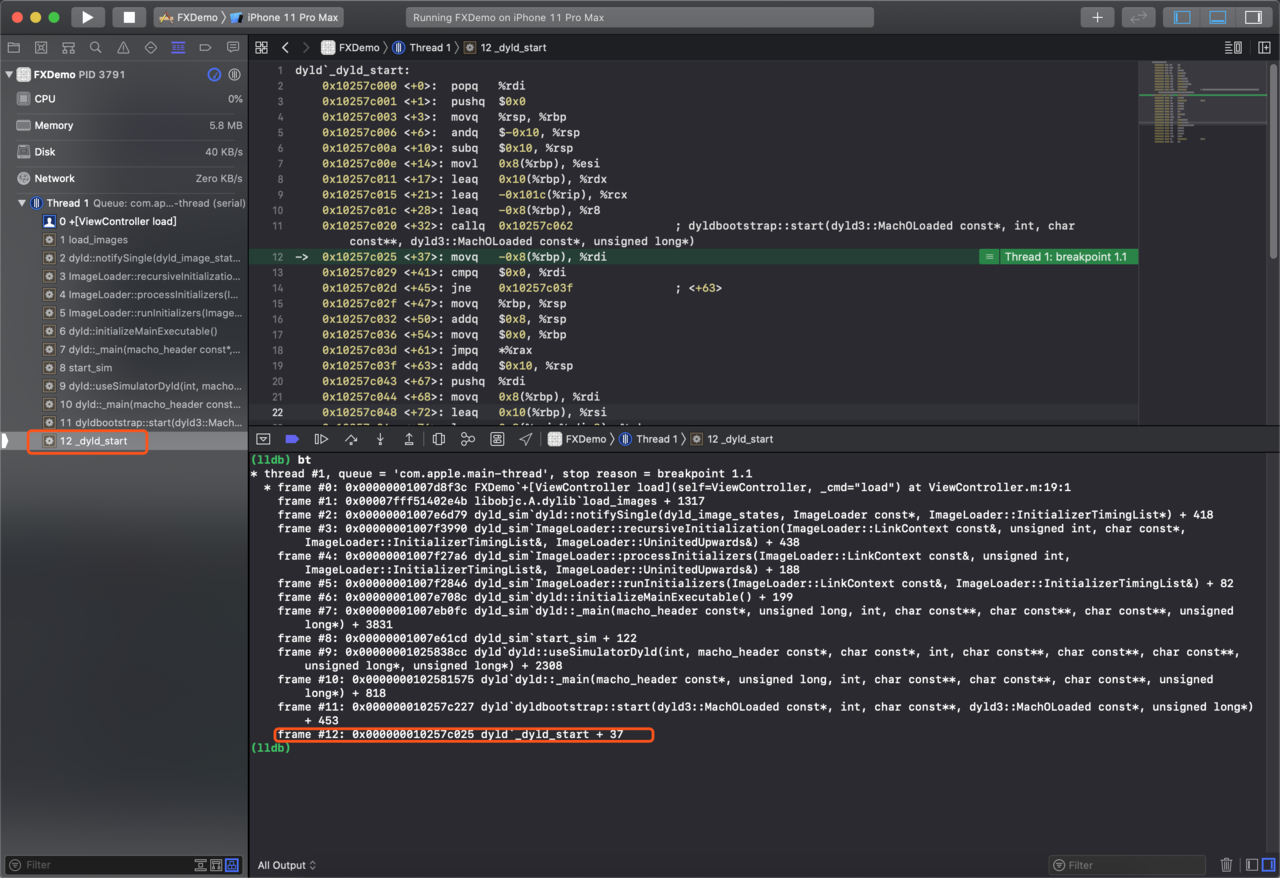 FXDemo 〉 iPhone 11 Pro Max
Running FXDemo on iPhone 11 Pro Max
FXDemo 〉 Thread 1 〉 12 _dyld_start
FXDemo PID 3791
CPU 0%
Memory 5.8 MB
Disk 40 KB/s
Network Zero KB/s
Thread 1 Queue: com.ap...-thread (serial)
0 +[ViewController load]
1 load_images
2 dyld::notifySingle(dyld_image_stat...
3 ImageLoader::recursiveInitializatio...
4 ImageLoader::processInitializers(I...
5 ImageLoader::runInitializers(Image...
6 dyld::initializeMainExecutable()
7 dyld::_main(macho_header const*,...
8 start_sim
9 dyld::useSimulatorDyld(int, macho...
10 dyld::_main(macho_header const...
11 dyldbootstrap::start(dyld3::Mach...
12 _dyld_start
Filter
1 dyld`_dyld_start:
2 0x10257c000 <+0>: popq %rdi
3 0x10257c001 <+1>: pushq $0x0
4 0x10257c003 <+3>: movq %rsp, %rbp
5 0x10257c006 <+6>: andq $-0x10, %rsp
6 0x10257c00a <+10>: subq $0x10, %rsp
7 0x10257c00e <+14>: movl 0x8(%rbp), %esi
8 0x10257c011 <+17>: leaq 0x10(%rbp), %rdx
9 0x10257c015 <+21>: leaq -0x101c(%rip), %rcx
10 0x10257c01c <+28>: leaq -0x8(%rbp), %r8
11 0x10257c020 <+32>: callq 0x10257c062 ; dyldbootstrap::start(dyld3::MachOLoaded const*, int, char
const**, dyld3::MachOLoaded const*, unsigned long*)
12 -> 0x10257c025 <+37>: movq -0x8(%rbp), %rdi Thread 1: breakpoint 1.1
13 0x10257c029 <+41>: cmpq $0x0, %rdi
14 0x10257c02d <+45>: jne 0x10257c03f ; <+63>
15 0x10257c02f <+47>: movq %rbp, %rsp
16 0x10257c032 <+50>: addq $0x8, %rsp
17 0x10257c036 <+54>: movq $0x0, %rbp
18 0x10257c03d <+61>: jmpq *%rax
19 0x10257c03f <+63>: addq $0x10, %rsp
20 0x10257c043 <+67>: pushq %rdi
21 0x10257c044 <+68>: movq 0x8(%rbp), %rdi
22 0x10257c048 <+72>: leaq 0x10(%rbp), %rsi
FXDemo 〉 Thread 1 〉 12 _dyld_start
(lldb) bt
* thread #1, queue = 'com.apple.main-thread', stop reason = breakpoint 1.1
* frame #0: 0x00000001007d8f3c FXDemo`+[ViewController load](self=ViewController, _cmd="load") at ViewController.m:19:1
frame #1: 0x00007fff51402e4b libobjc.A.dylib`load_images + 1317
frame #2: 0x00000001007e6d79 dyld_sim`dyld::notifySingle(dyld_image_states, ImageLoader const*, ImageLoader::InitializerTimingList*) + 418
frame #3: 0x00000001007f3990 dyld_sim`ImageLoader::recursiveInitialization(ImageLoader::LinkContext const&, unsigned int, char const*,
ImageLoader::InitializerTimingList&, ImageLoader::UninitedUpwards&) + 438
frame #4: 0x00000001007f27a6 dyld_sim`ImageLoader::processInitializers(ImageLoader::LinkContext const&, unsigned int,
ImageLoader::InitializerTimingList&, ImageLoader::UninitedUpwards&) + 188
frame #5: 0x00000001007f2846 dyld_sim`ImageLoader::runInitializers(ImageLoader::LinkContext const&, ImageLoader::InitializerTimingList&) + 82
frame #6: 0x00000001007e708c dyld_sim`dyld::initializeMainExecutable() + 199
frame #7: 0x00000001007eb0fc dyld_sim`dyld::_main(macho_header const*, unsigned long, int, char const**, char const**, char const**, unsigned
long*) + 3831
frame #8: 0x00000001007e61cd dyld_sim`start_sim + 122
frame #9: 0x00000001025838cc dyld`dyld::useSimulatorDyld(int, macho_header const*, char const*, int, char const**, char const**, char const**,
unsigned long*, unsigned long*) + 2308
frame #10: 0x0000000102581575 dyld`dyld::_main(macho_header const*, unsigned long, int, char const**, char const**, char const**, unsigned
long*) + 818
frame #11: 0x000000010257c227 dyld`dyldbootstrap::start(dyld3::MachOLoaded const*, int, char const**, dyld3::MachOLoaded const*, unsigned long*)
+ 453
frame #12: 0x000000010257c025 dyld`_dyld_start + 37
(lldb)
All Output
Filter